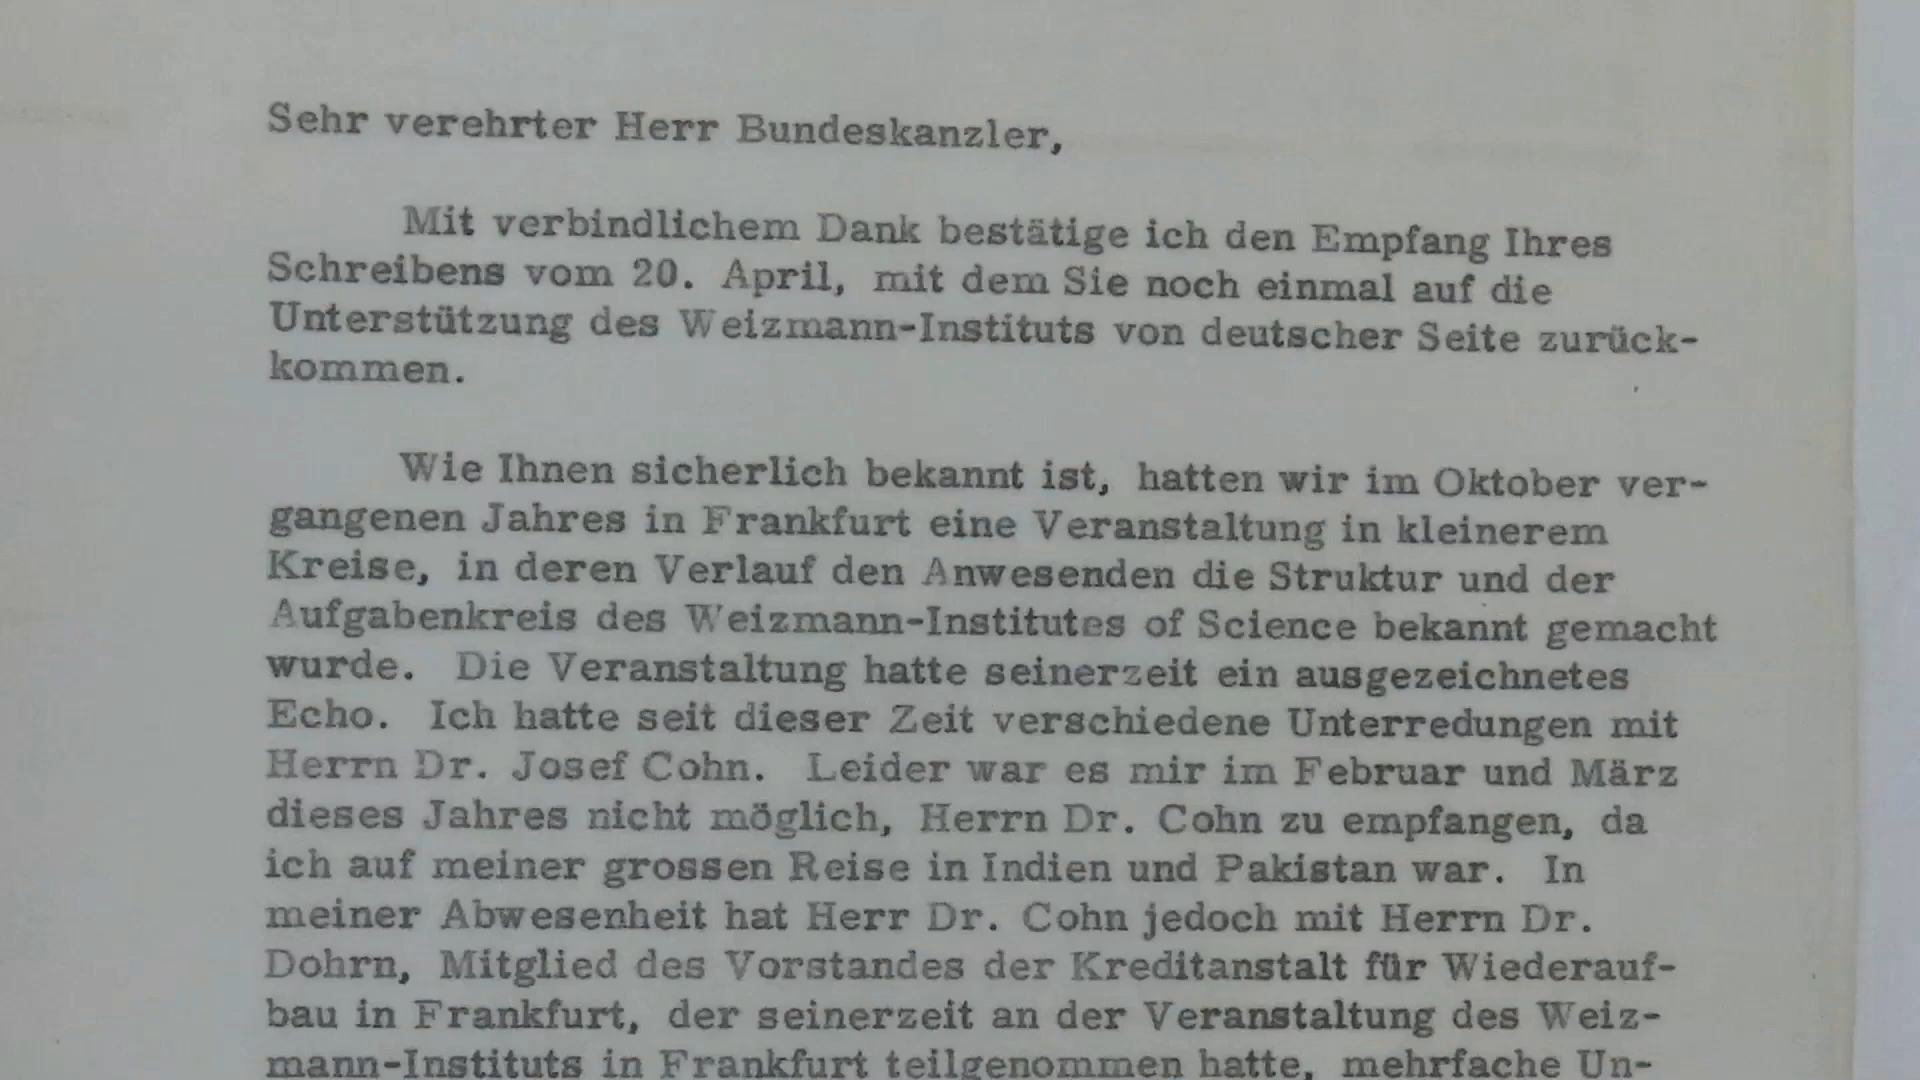 Sehr verehrter Herr Bundeskanzler,
Mit verbindlichem Dank bestätige ich den Empfang Ihres
Schreibens vom 20. April, mit dem Sie noch einmal auf die
Unterstützung des Weizmann-Instituts von deutscher Seite zurück-
kommen.
Wie Ihnen sicherlich bekannt ist, hatten wir im Oktober ver-
gangenen Jahres in Frankfurt eine Veranstaltung in kleinerem
Kreise, in deren Verlauf den Anwesenden die Struktur und der
Aufgabenkreis des Weizmann-Institutes of Science bekannt gemacht
wurde. Die Veranstaltung hatte seinerzeit ein ausgezeichnetes
Echo. Ich hatte seit dieser Zeit verschiedene Unterredungen mit
Herrn Dr. Josef Cohn. Leider war es mir im Februar und März
dieses Jahres nicht möglich, Herrn Dr. Cohn zu empfangen, da
ich auf meiner grossen Reise in Indien und Pakistan war. In
meiner Abwesenheit hat Herr Dr. Cohn jedoch mit Herrn Dr.
Dohrn, Mitglied des Vorstandes der Kreditanstalt für Wiederauf-
bau in Frankfurt, der seinerzeit an der Veranstaltung des Weiz-
mann-Instituts in Frankfurt teilgenommen hatte, mehrfache Un-